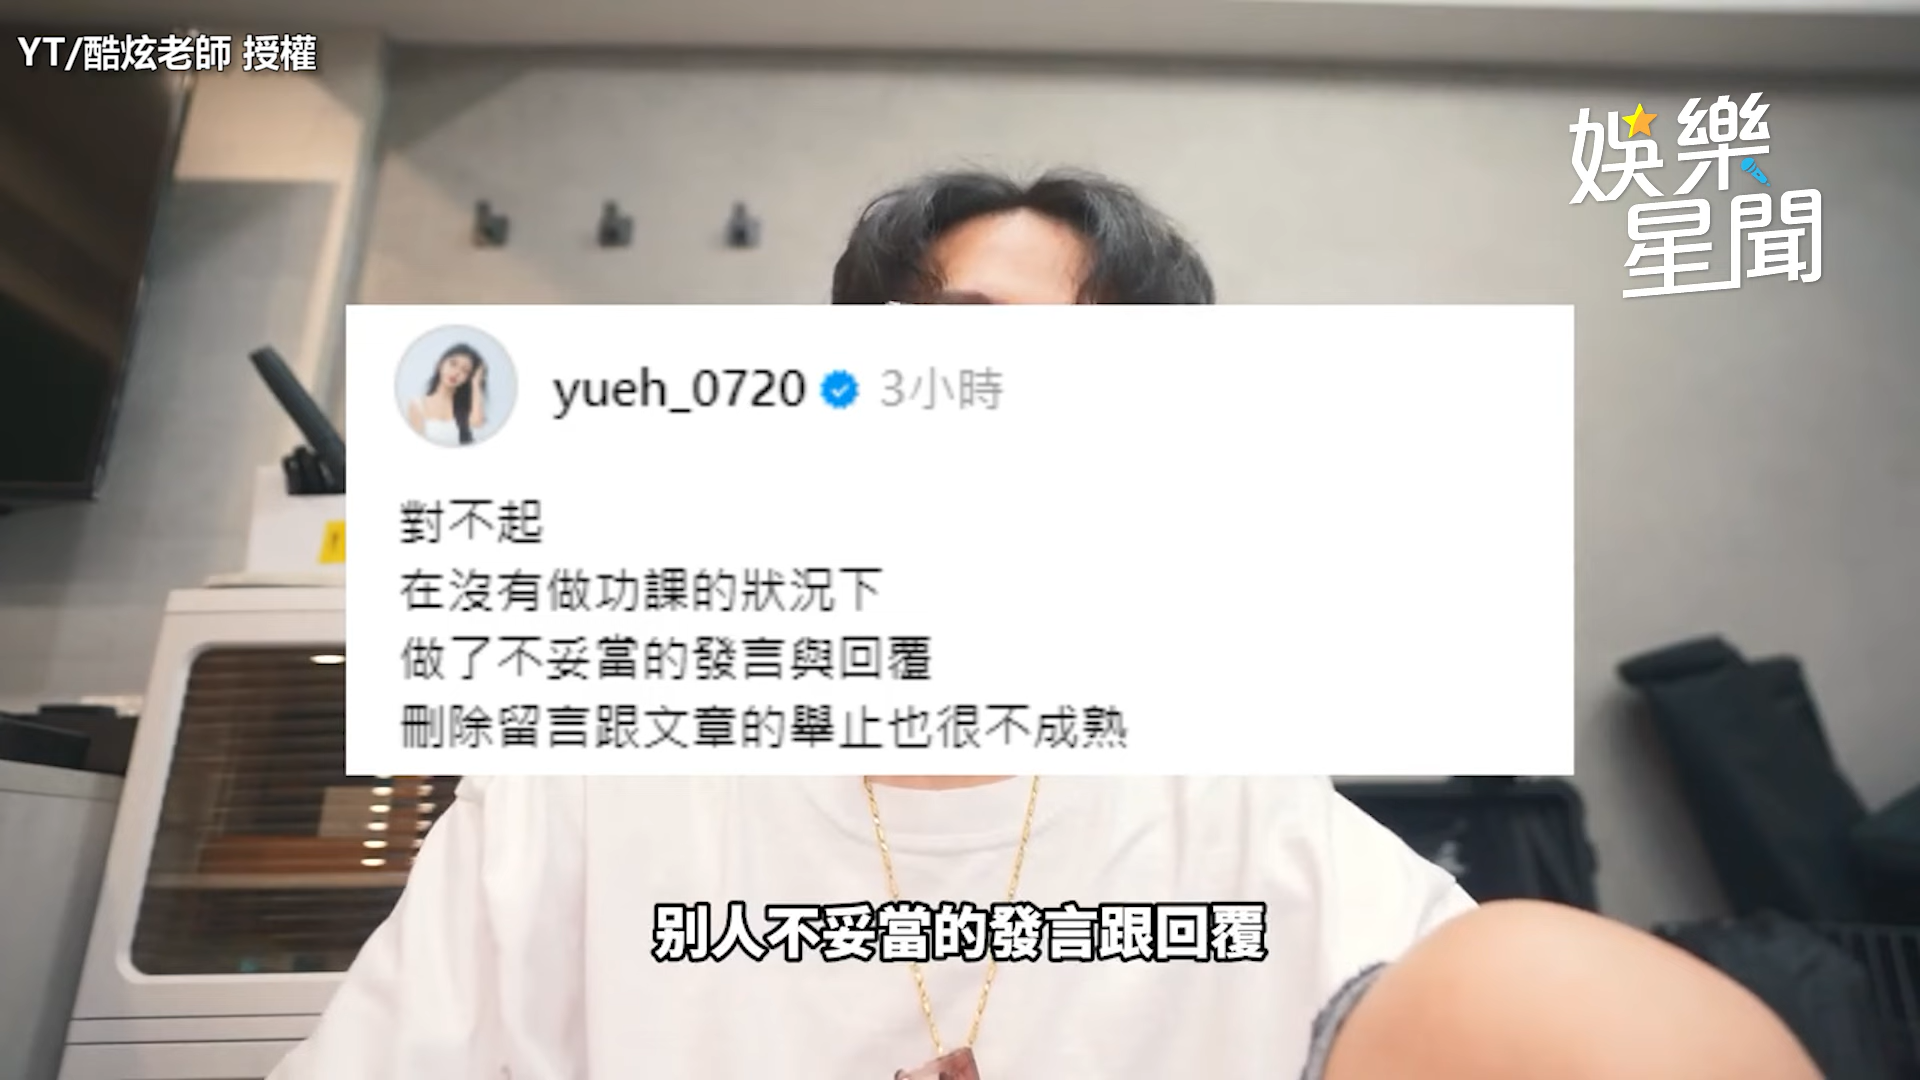 YT/酷炫老師 授權
娛樂
星聞
yueh_0720 3小時
對不起
在沒有做功課的狀況下
做了不妥當的發言與回覆
刪除留言跟文章的舉止也很不成熟
別人不妥當的發言跟回覆